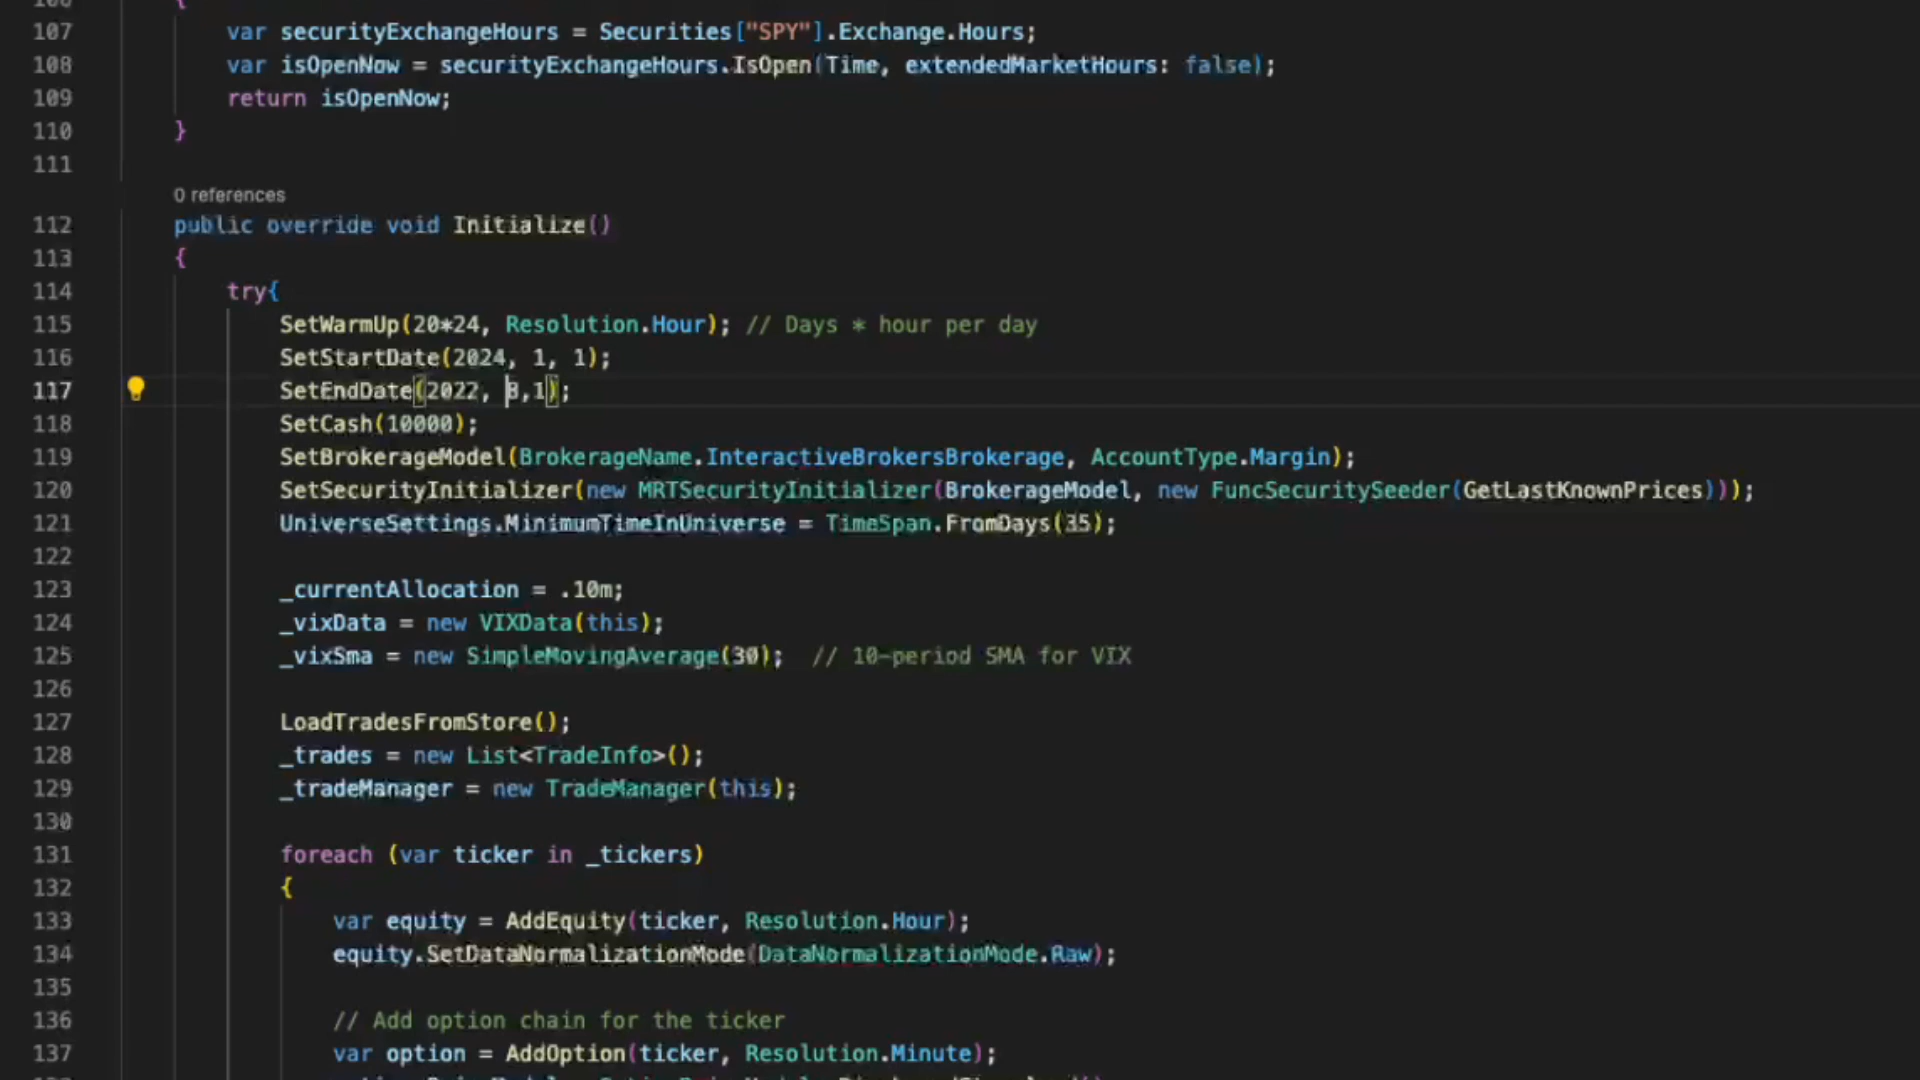 107 var securityExchangeHours = Securities["SPY"].Exchange.Hours;
108 var isOpenNow = securityExchangeHours.IsOpen(Time, extendedMarketHours: false);
109 return isOpenNow;
110 }
111
0 references
112 public override void Initialize()
113 {
114 try{
115 SetWarmUp(20*24, Resolution.Hour); // Days * hour per day
116 SetStartDate(2024, 1, 1);
117 SetEndDate(2022, 8,1);
118 SetCash(10000);
119 SetBrokerageModel(BrokerageName.InteractiveBrokersBrokerage, AccountType.Margin);
120 SetSecurityInitializer(new MRTSecurityInitializer(BrokerageModel, new FuncSecuritySeeder(GetLastKnownPrices)));
121 UniverseSettings.MinimumTimeInUniverse = TimeSpan.FromDays(35);
122
123 _currentAllocation = .10m;
124 _vixData = new VIXData(this);
125 _vixSma = new SimpleMovingAverage(30); // 10-period SMA for VIX
126
127 LoadTradesFromStore();
128 _trades = new List<TradeInfo>();
129 _tradeManager = new TradeManager(this);
130
131 foreach (var ticker in _tickers)
132 {
133 var equity = AddEquity(ticker, Resolution.Hour);
134 equity.SetDataNormalizationMode(DataNormalizationMode.Raw);
135
136 // Add option chain for the ticker
137 var option = AddOption(ticker, Resolution.Minute);